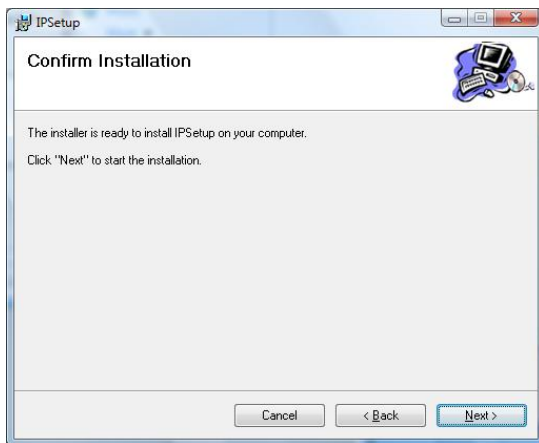 IPSetup
Confirm Installation
The installer is ready to install IPSetup on your computer.
Click "Next" to start the installation.
Cancel
< Back
Next >